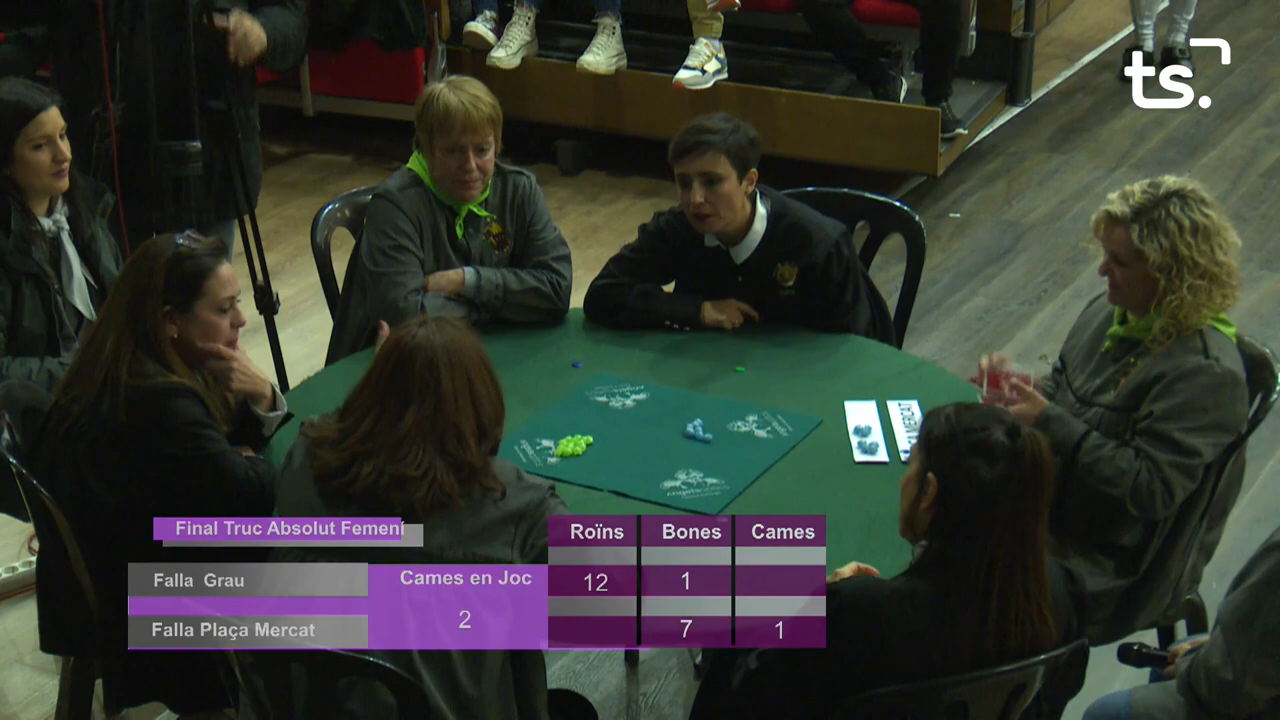 ts.
Final Truc Absolut Femení
Roïns Bones Cames
Falla Grau
Cames en Joc
12 1
2
Falla Plaça Mercat
7 1